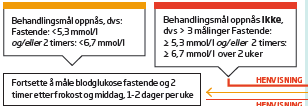 Behandlingsmål oppnås, dvs:
Fastende: <5,3 mmol/l
og/eller 2 timers: <6,7 mmol/l
Behandlingsmål oppnås ikke,
dvs > 3 målinger Fastende:
≥ 5,3 mmol/l og/eller 2 timers:
≥ 6,7 mmol/l over 2 uker
HENVISNING
Fortsette å måle blodglukose fastende og 2
timer etter frokost og middag, 1-2 dager per uke
HENVISNING